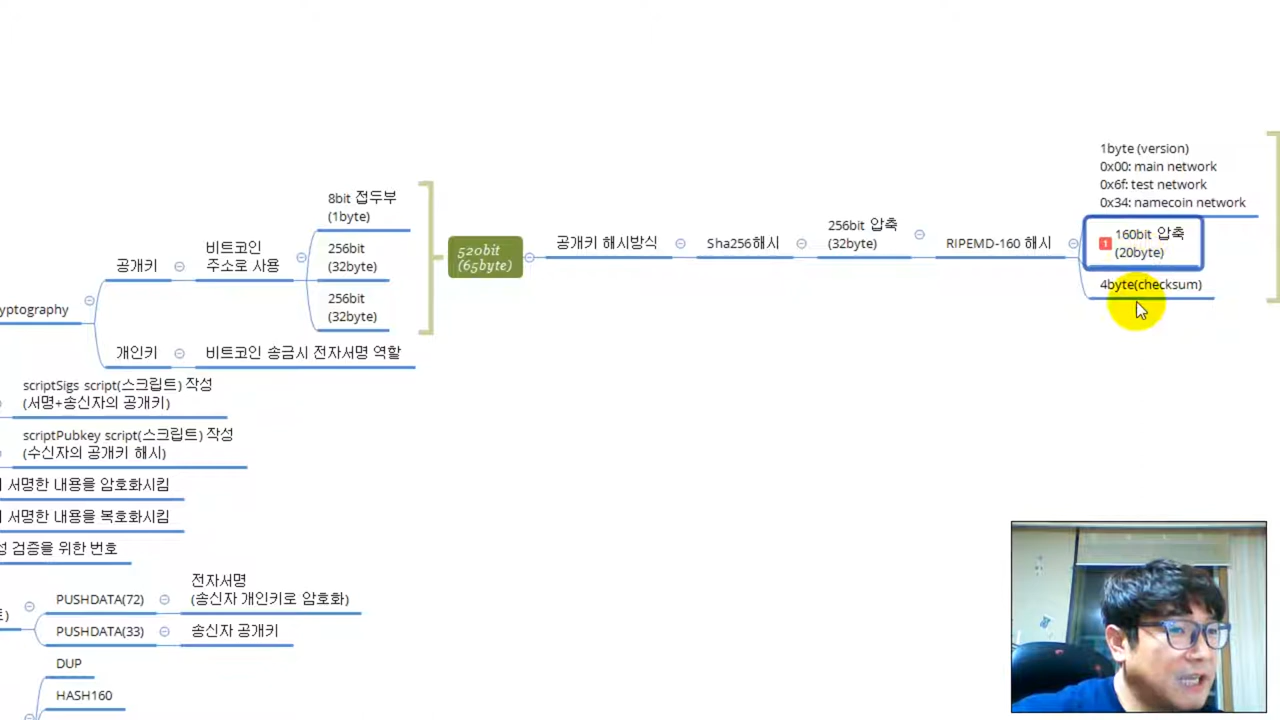 1byte (version)
0x00: main network
0x6f: test network
0x34: namecoin network
8bit 접두부
(1byte)
256bit
(32byte)
256bit
(32byte)
비트코인
주소로 사용
공개키
520bit
(65byte)
공개키 해시방식
Sha256해시
256bit 압축
(32byte)
RIPEMD-160 해시
1
160bit 압축
(20byte)
4byte(checksum)
yptography
개인키
비트코인 송금시 전자서명 역할
scriptSigs script(스크립트) 작성
(서명+송신자의 공개키)
scriptPubkey script(스크립트) 작성
(수신자의 공개키 해시)
서명한 내용을 암호화시킴
서명한 내용을 복호화시킴
성 검증을 위한 번호
PUSHDATA(72)
전자서명
(송신자 개인키로 암호화)
PUSHDATA(33)
송신자 공개키
DUP
HASH160